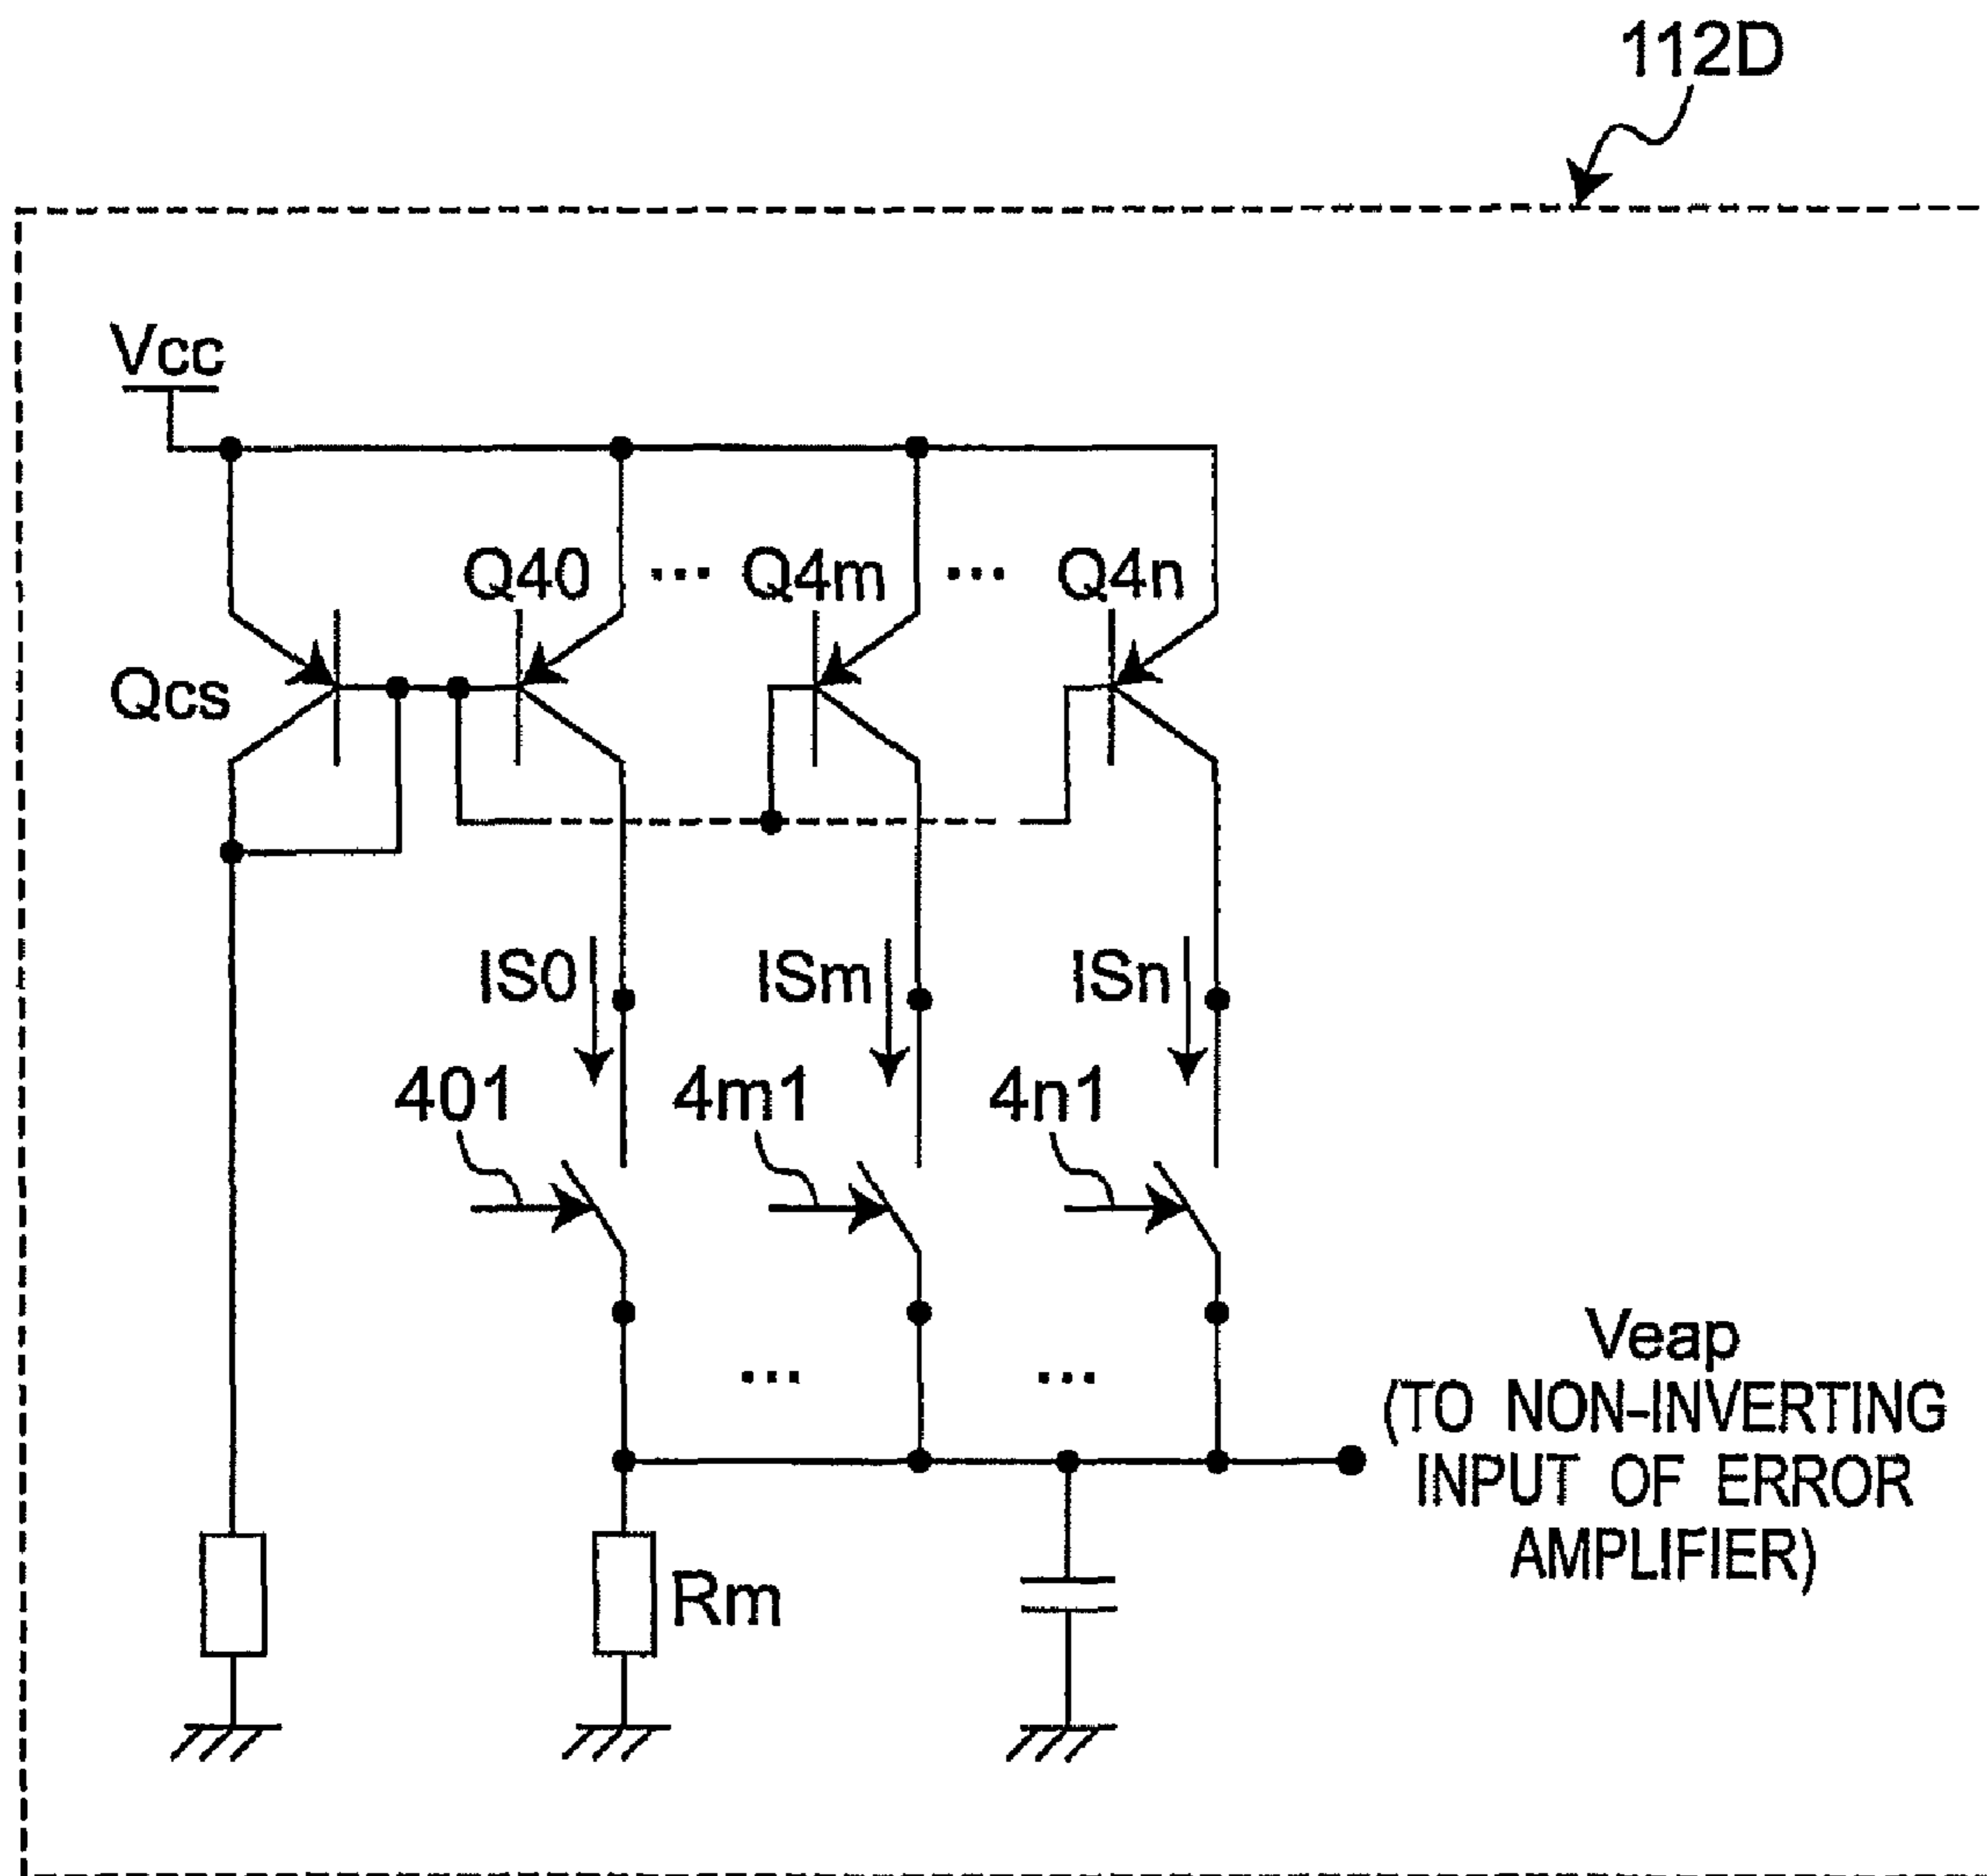 112D
Vcc
Q40 ... Q4m ... Q4n
Qcs
IS0 ISm ISn
401 4m1 4n1
... ...
Veap
(TO NON-INVERTING
INPUT OF ERROR
AMPLIFIER)
Rm